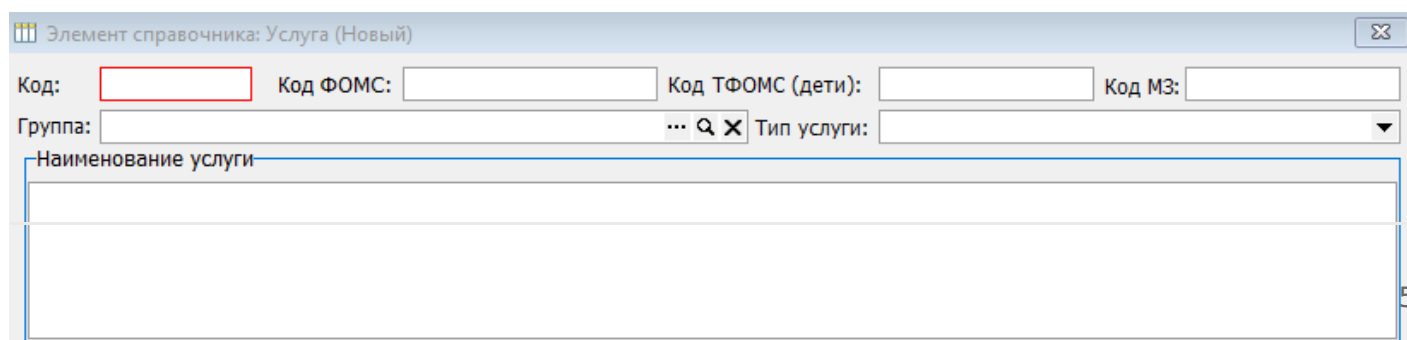 Элемент справочника: Услуга (Новый)
Код: Код ФОМС: Код ТФОМС (дети): Код МЗ:
Группа: Тип услуги:
Наименование услуги